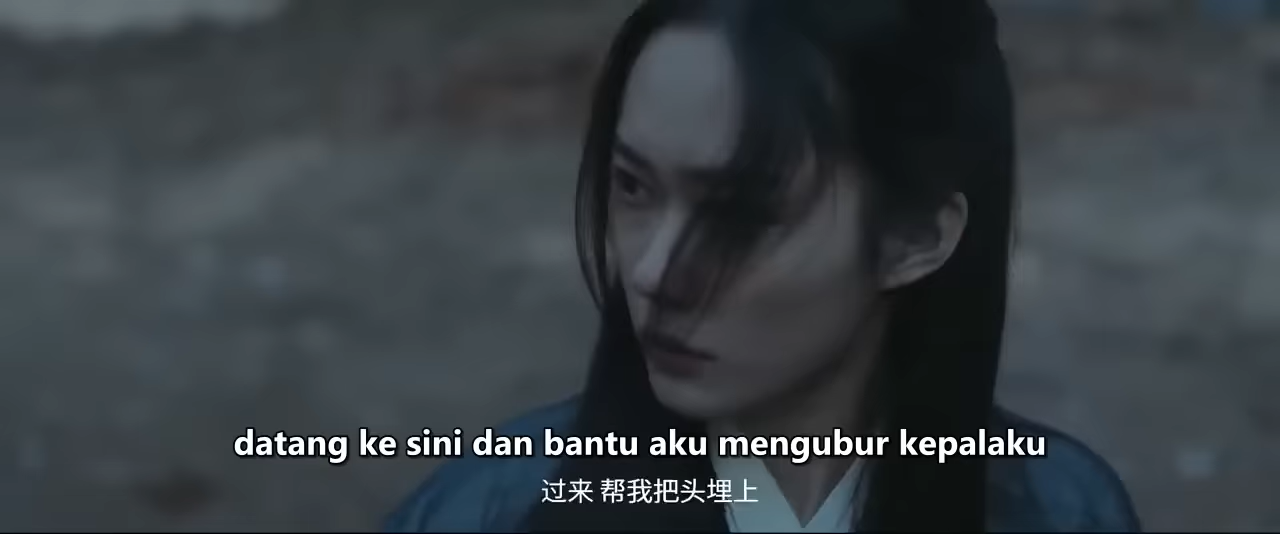 datang ke sini dan bantu aku mengubur kepalaku
过来 帮我把头埋上